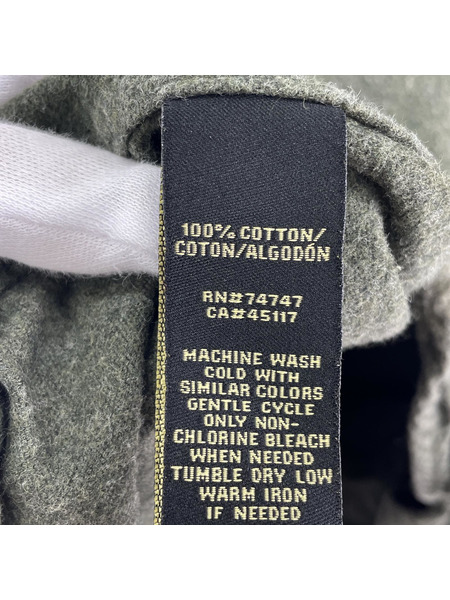 100% COTTON/
COTON/ALGODÓN
RN#74747
CA#45117
MACHINE WASH
COLD WITH
SIMILAR COLORS
GENTLE CYCLE
ONLY NON-
CHLORINE BLEACH
WHEN NEEDED
TUMBLE DRY LOW
WARM IRON
IF NEEDED